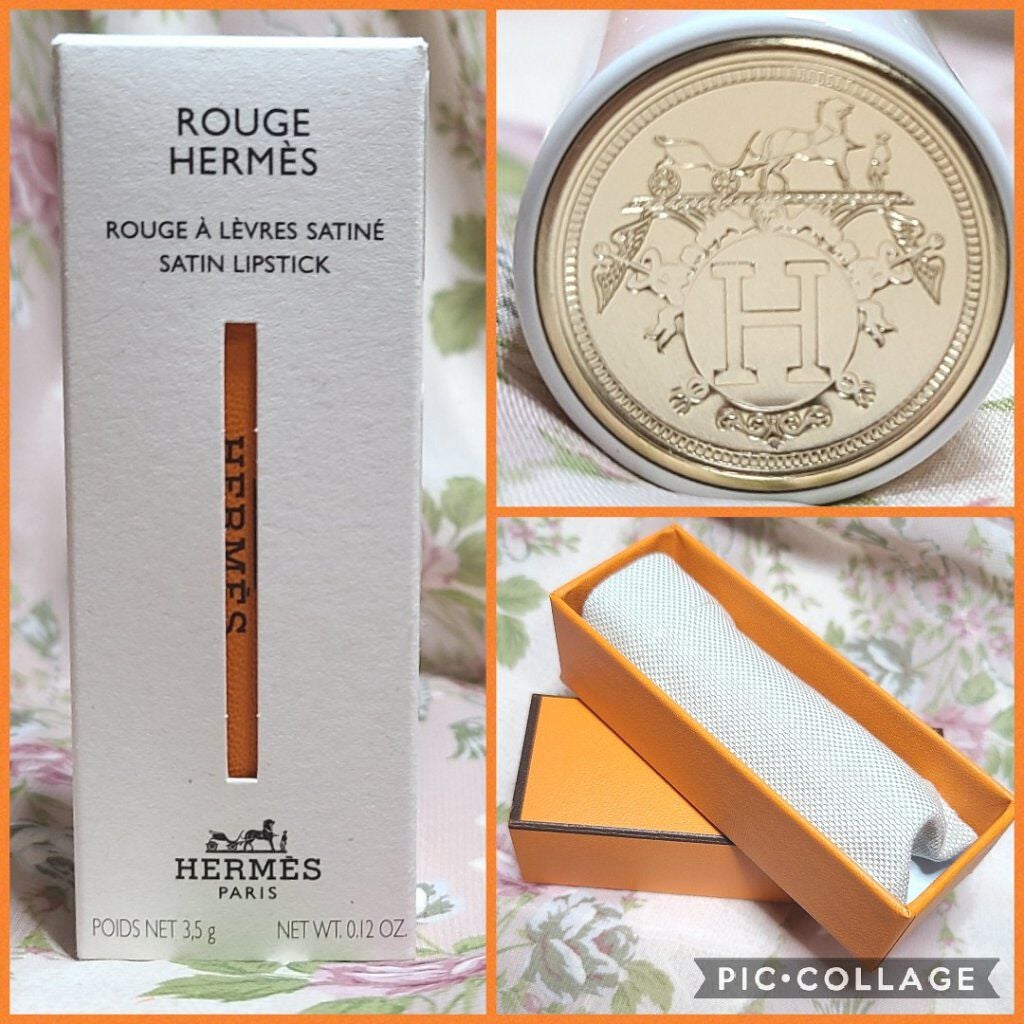 ROUGE
HERMÈS
ROUGE À LÈVRES SATINÉ
SATIN LIPSTICK
HERMÈS
HERMÈS
PARIS
POIDS NET 3,5 g NET WT. 0.12 OZ.
H
PIC•COLLAGE